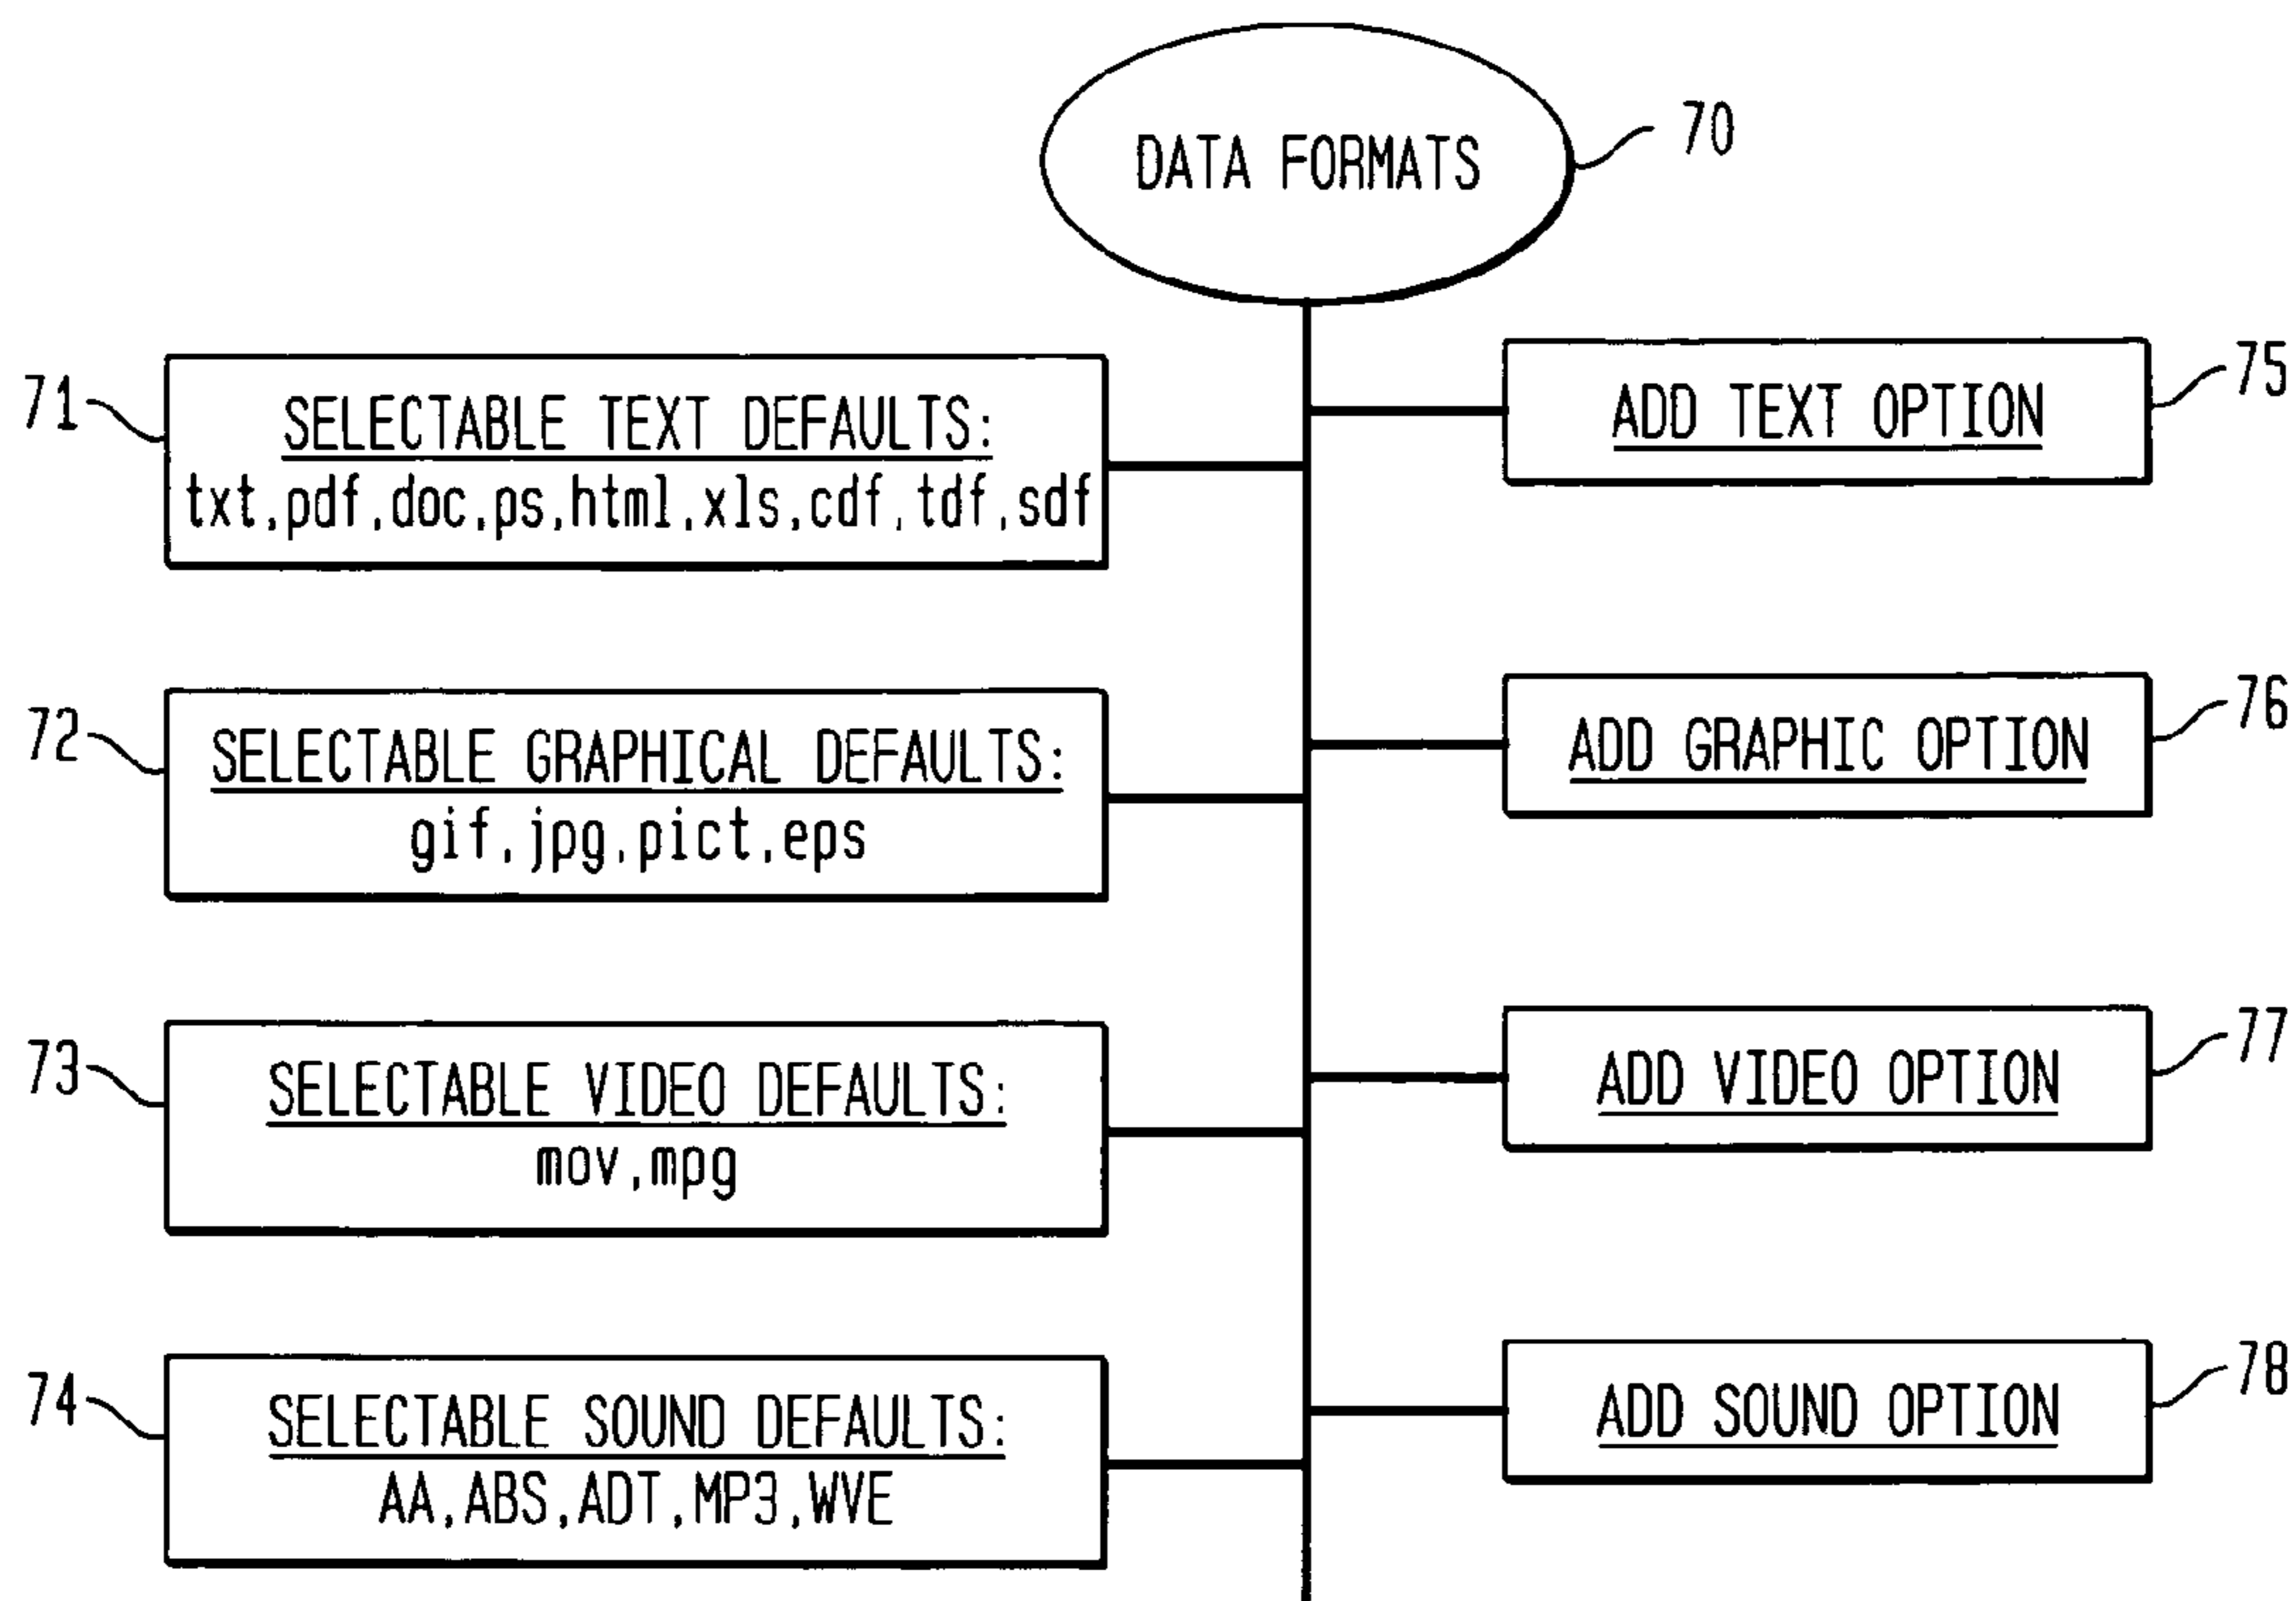 DATA FORMATS
70
71
SELECTABLE TEXT DEFAULTS:
txt,pdf,doc,ps,html,xls,cdf,tdf,sdf
75
ADD TEXT OPTION
72
SELECTABLE GRAPHICAL DEFAULTS:
gif,jpg,pict,eps
76
ADD GRAPHIC OPTION
73
SELECTABLE VIDEO DEFAULTS:
mov,mpg
77
ADD VIDEO OPTION
74
SELECTABLE SOUND DEFAULTS:
AA,ABS,ADT,MP3,WVE
78
ADD SOUND OPTION